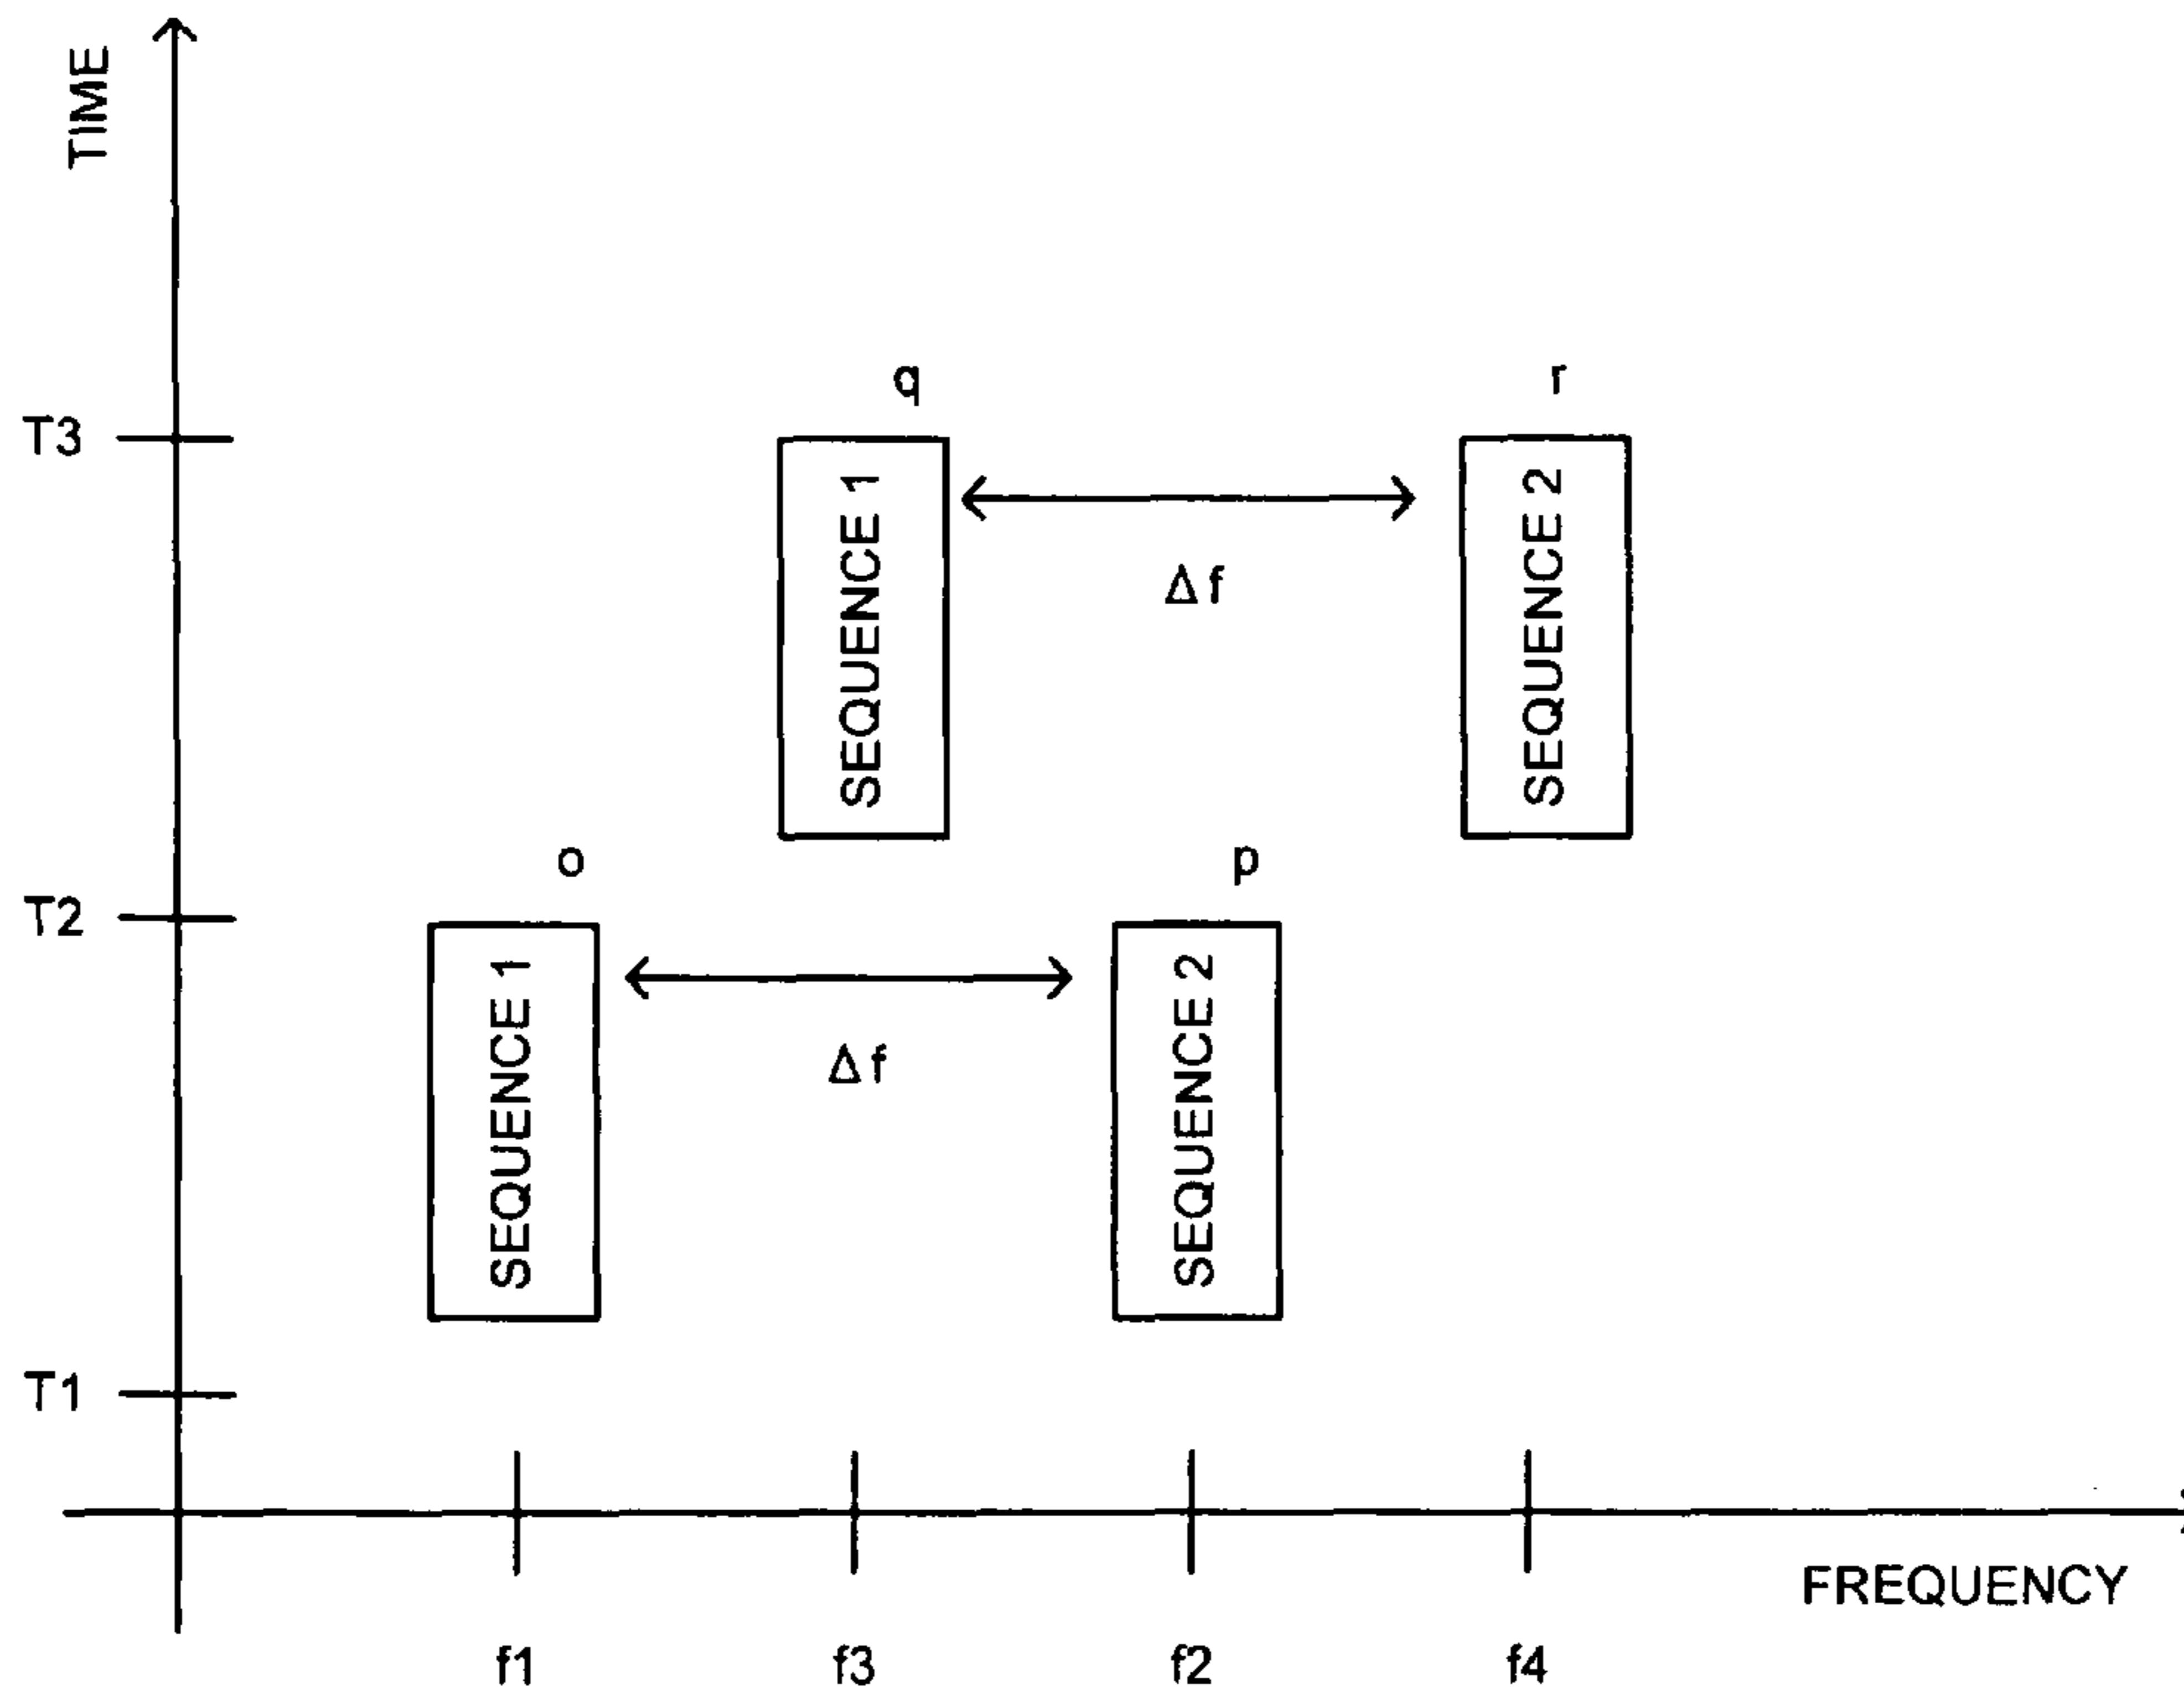 TIME
q
r
T3
SEQUENCE 1
SEQUENCE 2
Δf
o
p
T2
SEQUENCE 1
SEQUENCE 2
Δf
T1
FREQUENCY
f1
f3
f2
f4